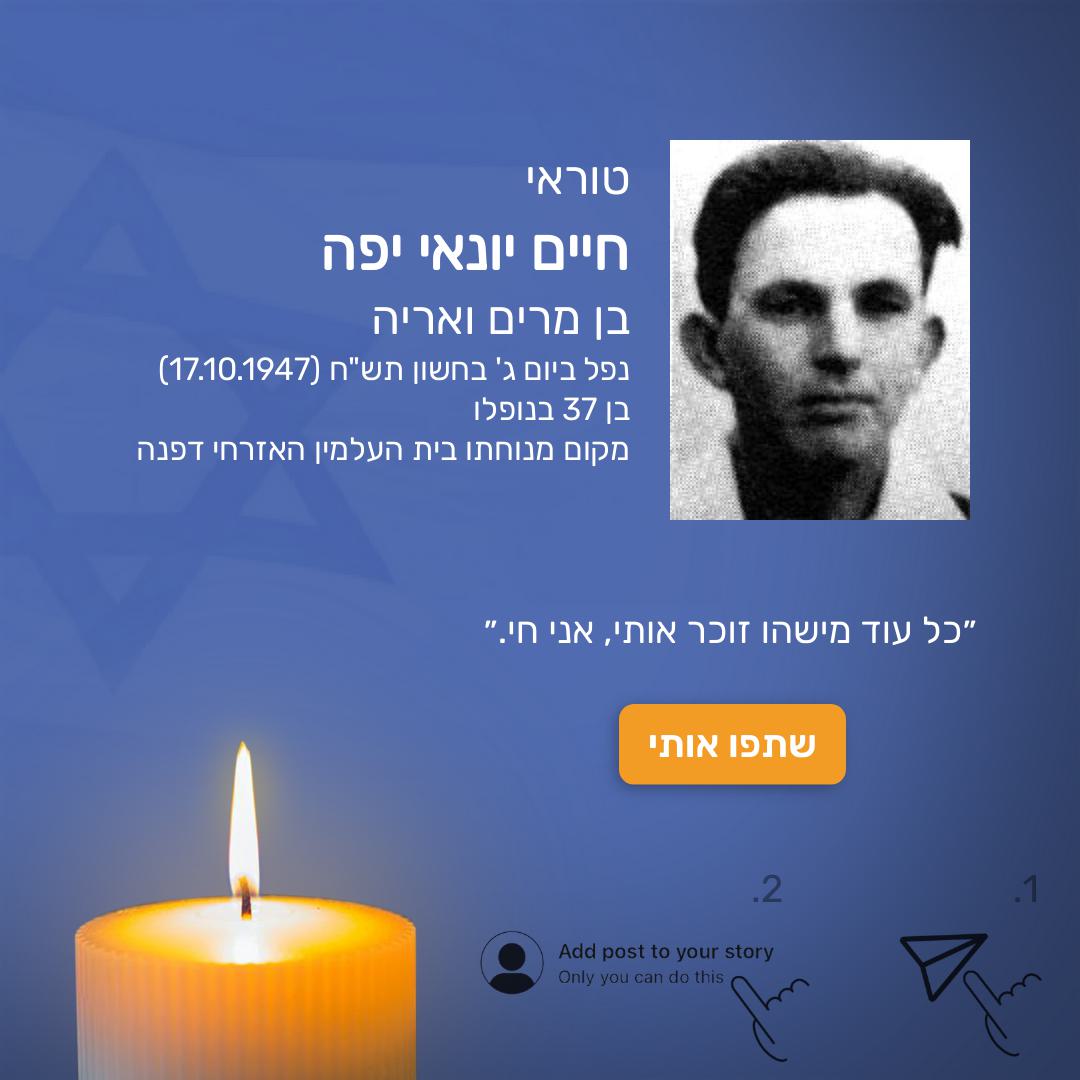 טוראי
חיים יונאי יפה
בן מרים ואריה
נפל ביום ג' בחשון תש"ח (17.10.1947)
בן 37 בנופלו
מקום מנוחתו בית העלמין האזרחי דפנה
״כל עוד מישהו זוכר אותי, אני חי.״
שתפו אותי
1.
2.
Add post to your story
Only you can do this